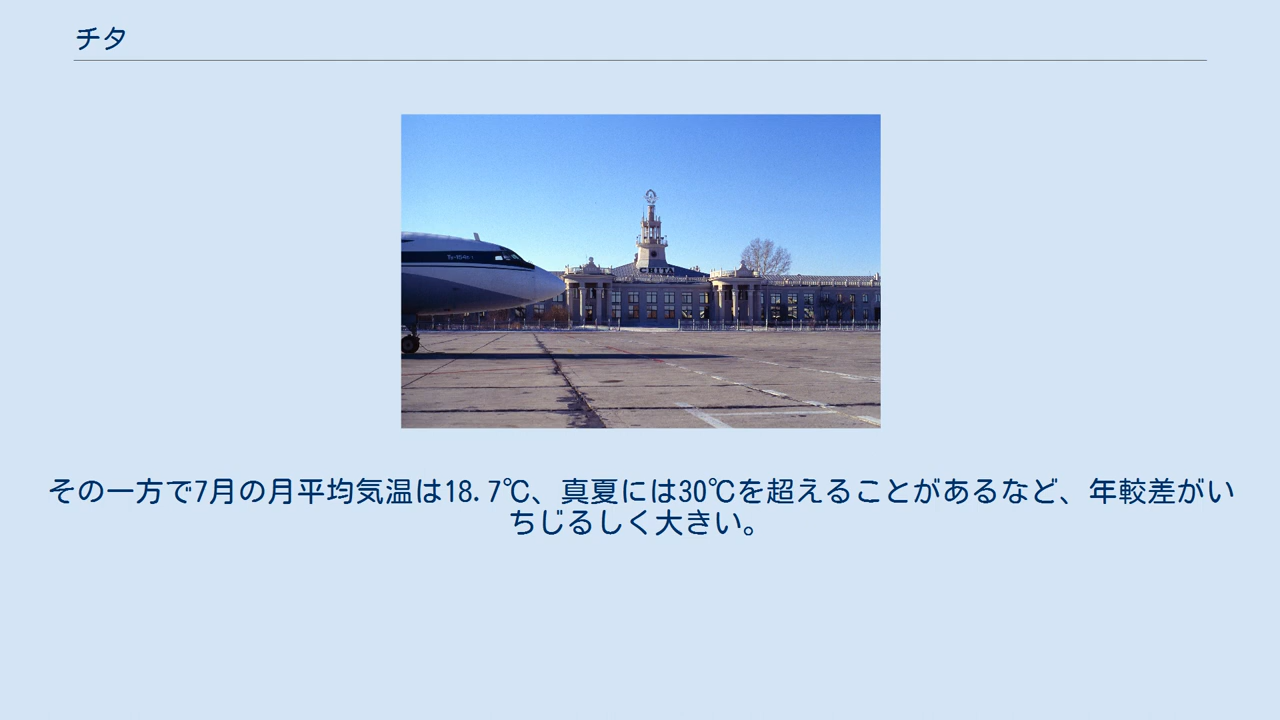 チタ
CHITA
その一方で7月の月平均気温は18.7℃、真夏には30℃を超えることがあるなど、年較差がい
ちじるしく大きい。